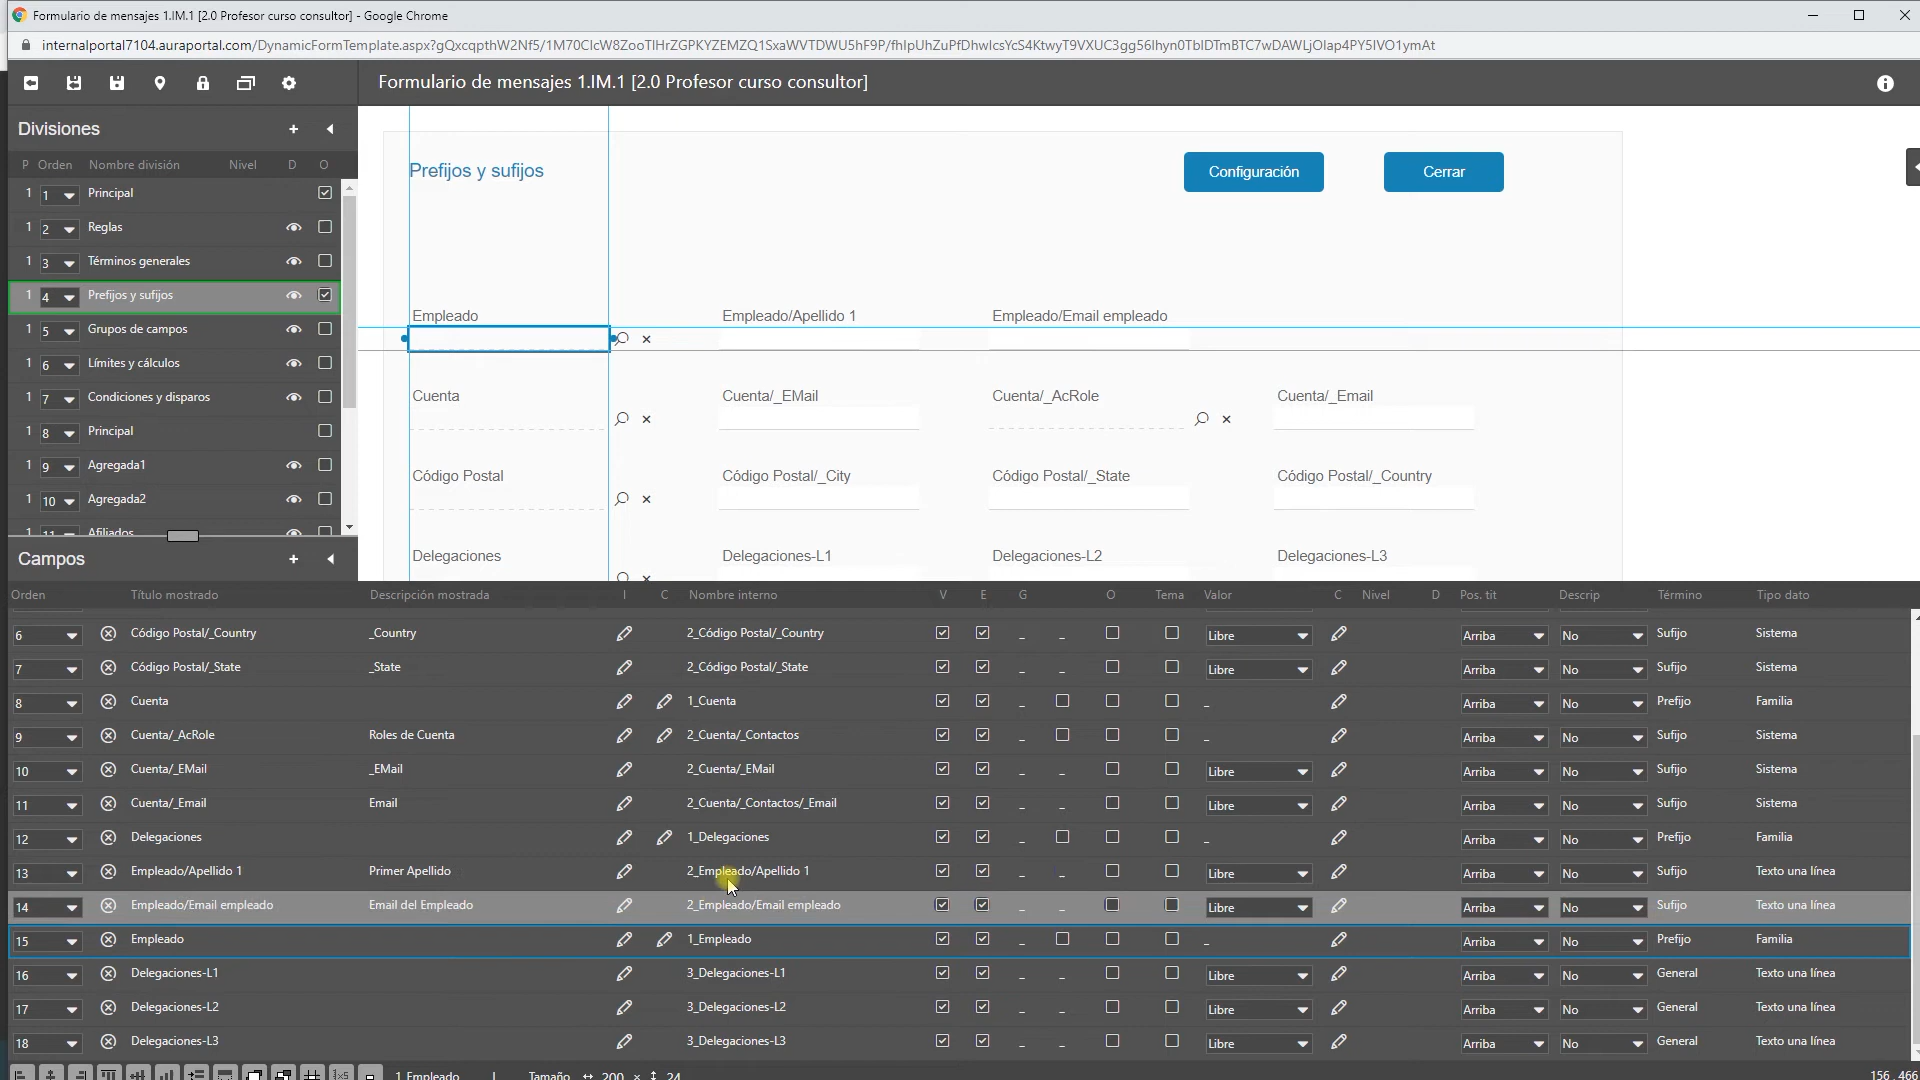 Formulario de mensajes 1.IM.1 [2.0 Profesor curso consultor] - Google Chrome
Formulario de mensajes 1.IM.1 [2.0 Profesor curso consultor]
Divisiones
P Orden Nombre división Nivel D O
1 1 Principal
1 2 Reglas
1 3 Términos generales
1 4 Prefijos y sufijos
1 5 Grupos de campos
1 6 Límites y cálculos
1 7 Condiciones y disparos
1 8 Principal
1 9 Agregada1
1 10 Agregada2
1 11 Afiliados
Prefijos y sufijos
Configuración
Cerrar
Empleado Empleado/Apellido 1 Empleado/Email empleado
Cuenta Cuenta/_EMail Cuenta/_AcRole Cuenta/_Email
Código Postal Código Postal/_City Código Postal/_State Código Postal/_Country
Delegaciones Delegaciones-L1 Delegaciones-L2 Delegaciones-L3
Campos
Orden Título mostrado Descripción mostrada I C Nombre interno V E G O Tema Valor C Nivel D Pos. tit Descrip Término Tipo dato
6 Código Postal/_Country _Country 2_Código Postal/_Country _ _ Libre Arriba No Sufijo Sistema
7 Código Postal/_State _State 2_Código Postal/_State _ _ Libre Arriba No Sufijo Sistema
8 Cuenta 1_Cuenta _ _ Arriba No Prefijo Familia
9 Cuenta/_AcRole Roles de Cuenta 2_Cuenta/_Contactos _ _ Arriba No Sufijo Sistema
10 Cuenta/_EMail _EMail 2_Cuenta/_EMail _ _ Libre Arriba No Sufijo Sistema
11 Cuenta/_Email Email 2_Cuenta/_Contactos/_Email _ _ Libre Arriba No Sufijo Sistema
12 Delegaciones 1_Delegaciones _ _ Arriba No Prefijo Familia
13 Empleado/Apellido 1 Primer Apellido 2_Empleado/Apellido 1 _ _ Libre Arriba No Sufijo Texto una línea
14 Empleado/Email empleado Email del Empleado 2_Empleado/Email empleado _ _ Libre Arriba No Sufijo Texto una línea
15 Empleado 1_Empleado _ _ Arriba No Prefijo Familia
16 Delegaciones-L1 3_Delegaciones-L1 _ _ Libre Arriba No General Texto una línea
17 Delegaciones-L2 3_Delegaciones-L2 _ _ Libre Arriba No General Texto una línea
18 Delegaciones-L3 3_Delegaciones-L3 _ _ Libre Arriba No General Texto una línea
1_Empleado | Tamaño 200 x 24
156 , 466